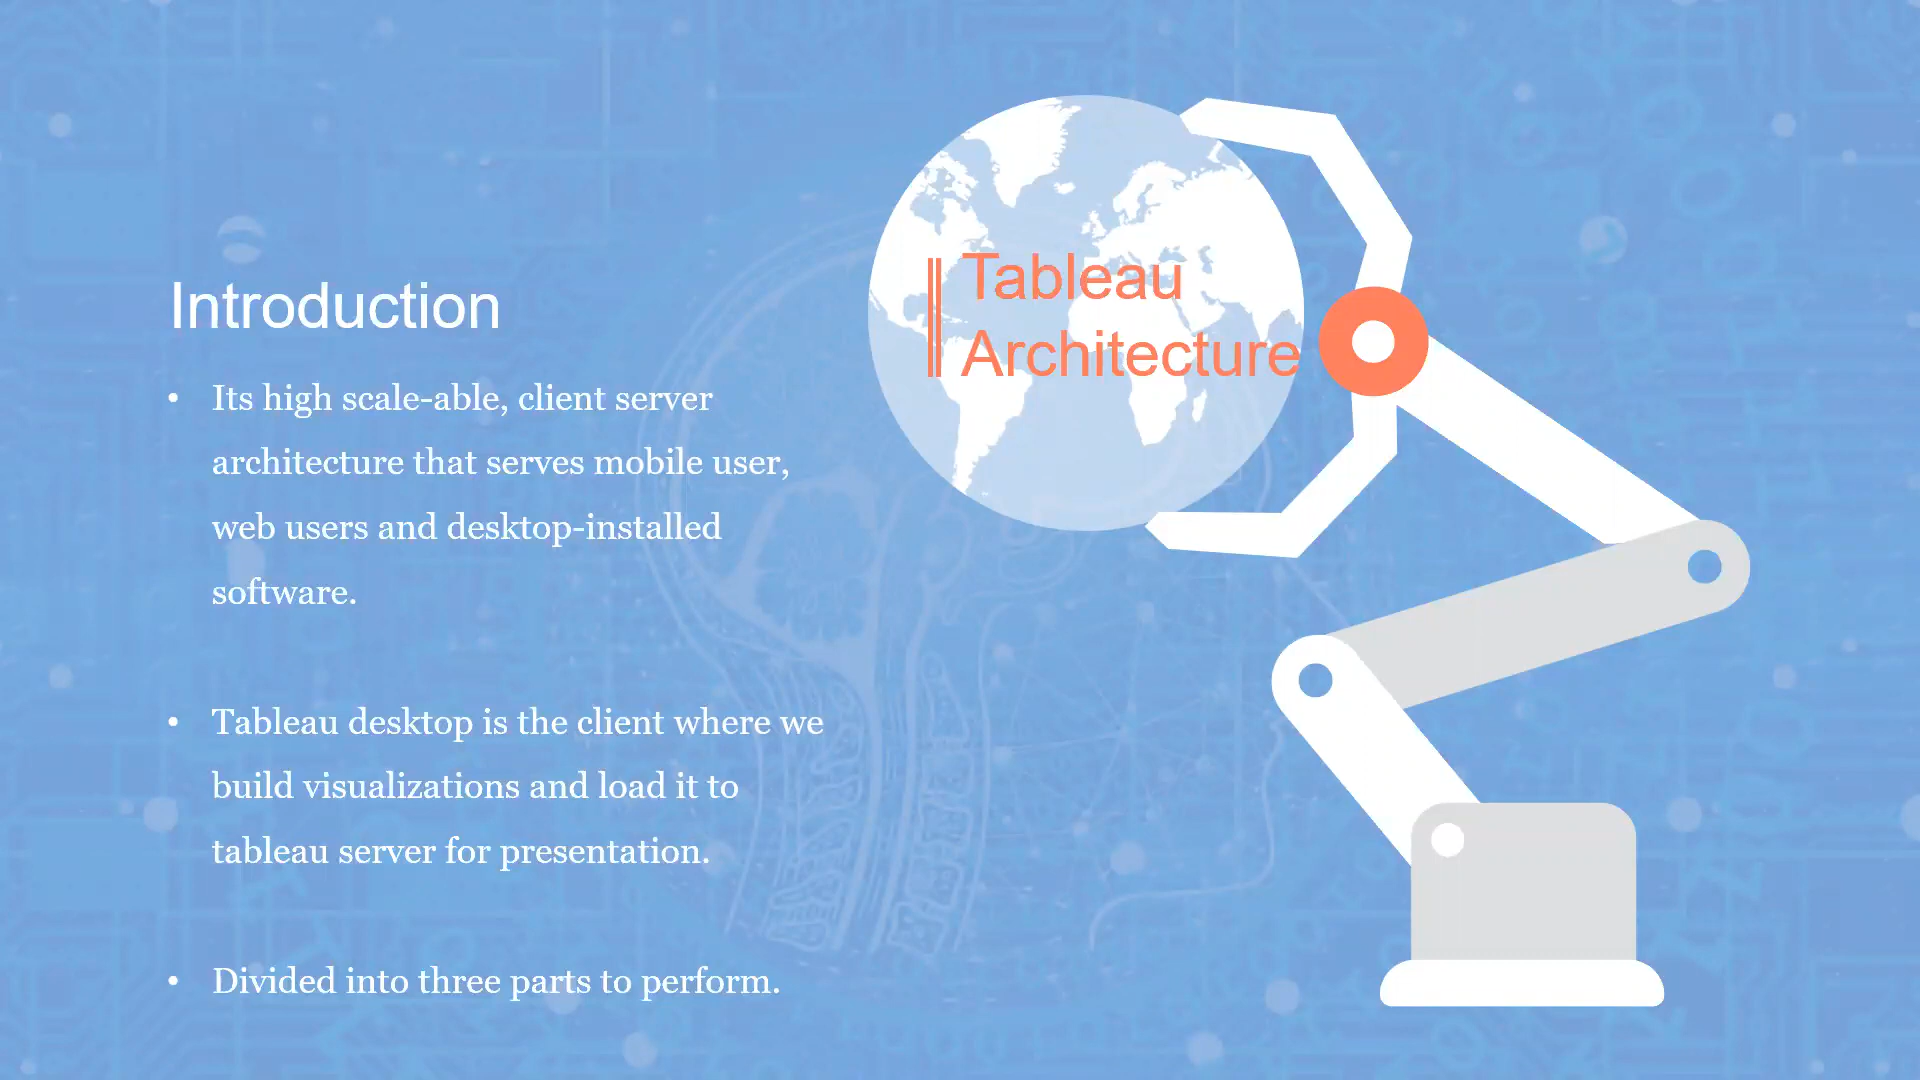 Introduction
• Its high scale-able, client server
architecture that serves mobile user,
web users and desktop-installed
software.
• Tableau desktop is the client where we
build visualizations and load it to
tableau server for presentation.
• Divided into three parts to perform.
Tableau
Architecture